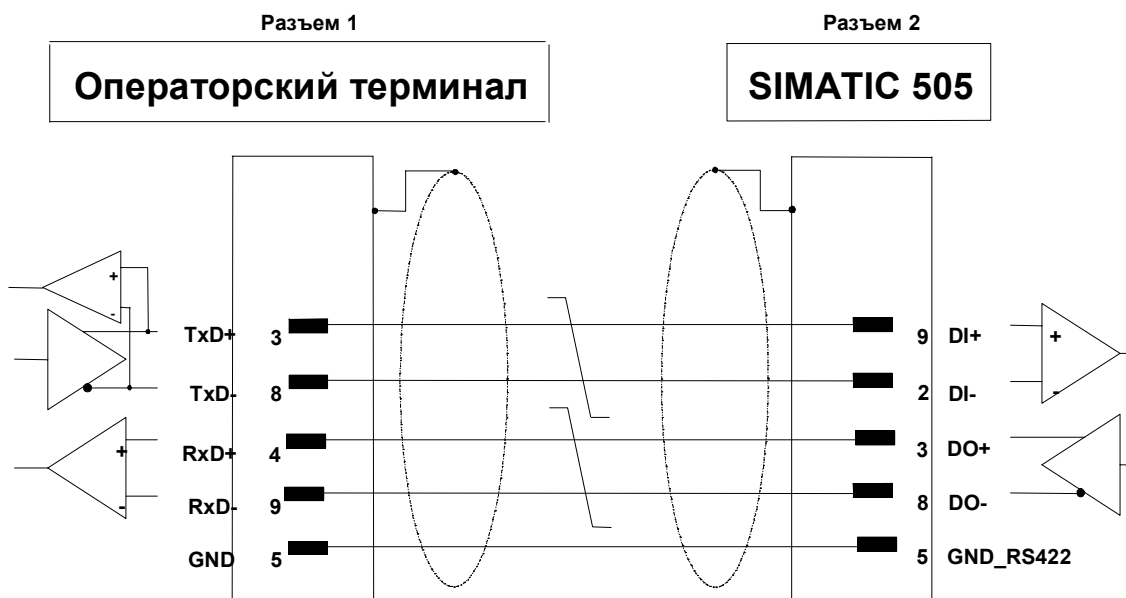 Разъем 1
Разъем 2
Операторский терминал
SIMATIC 505
+
-
TxD+ 3
9 DI+
+
TxD- 8
2 DI-
-
+
RxD+ 4
3 DO+
RxD- 9
-
8 DO-
GND 5
5 GND_RS422